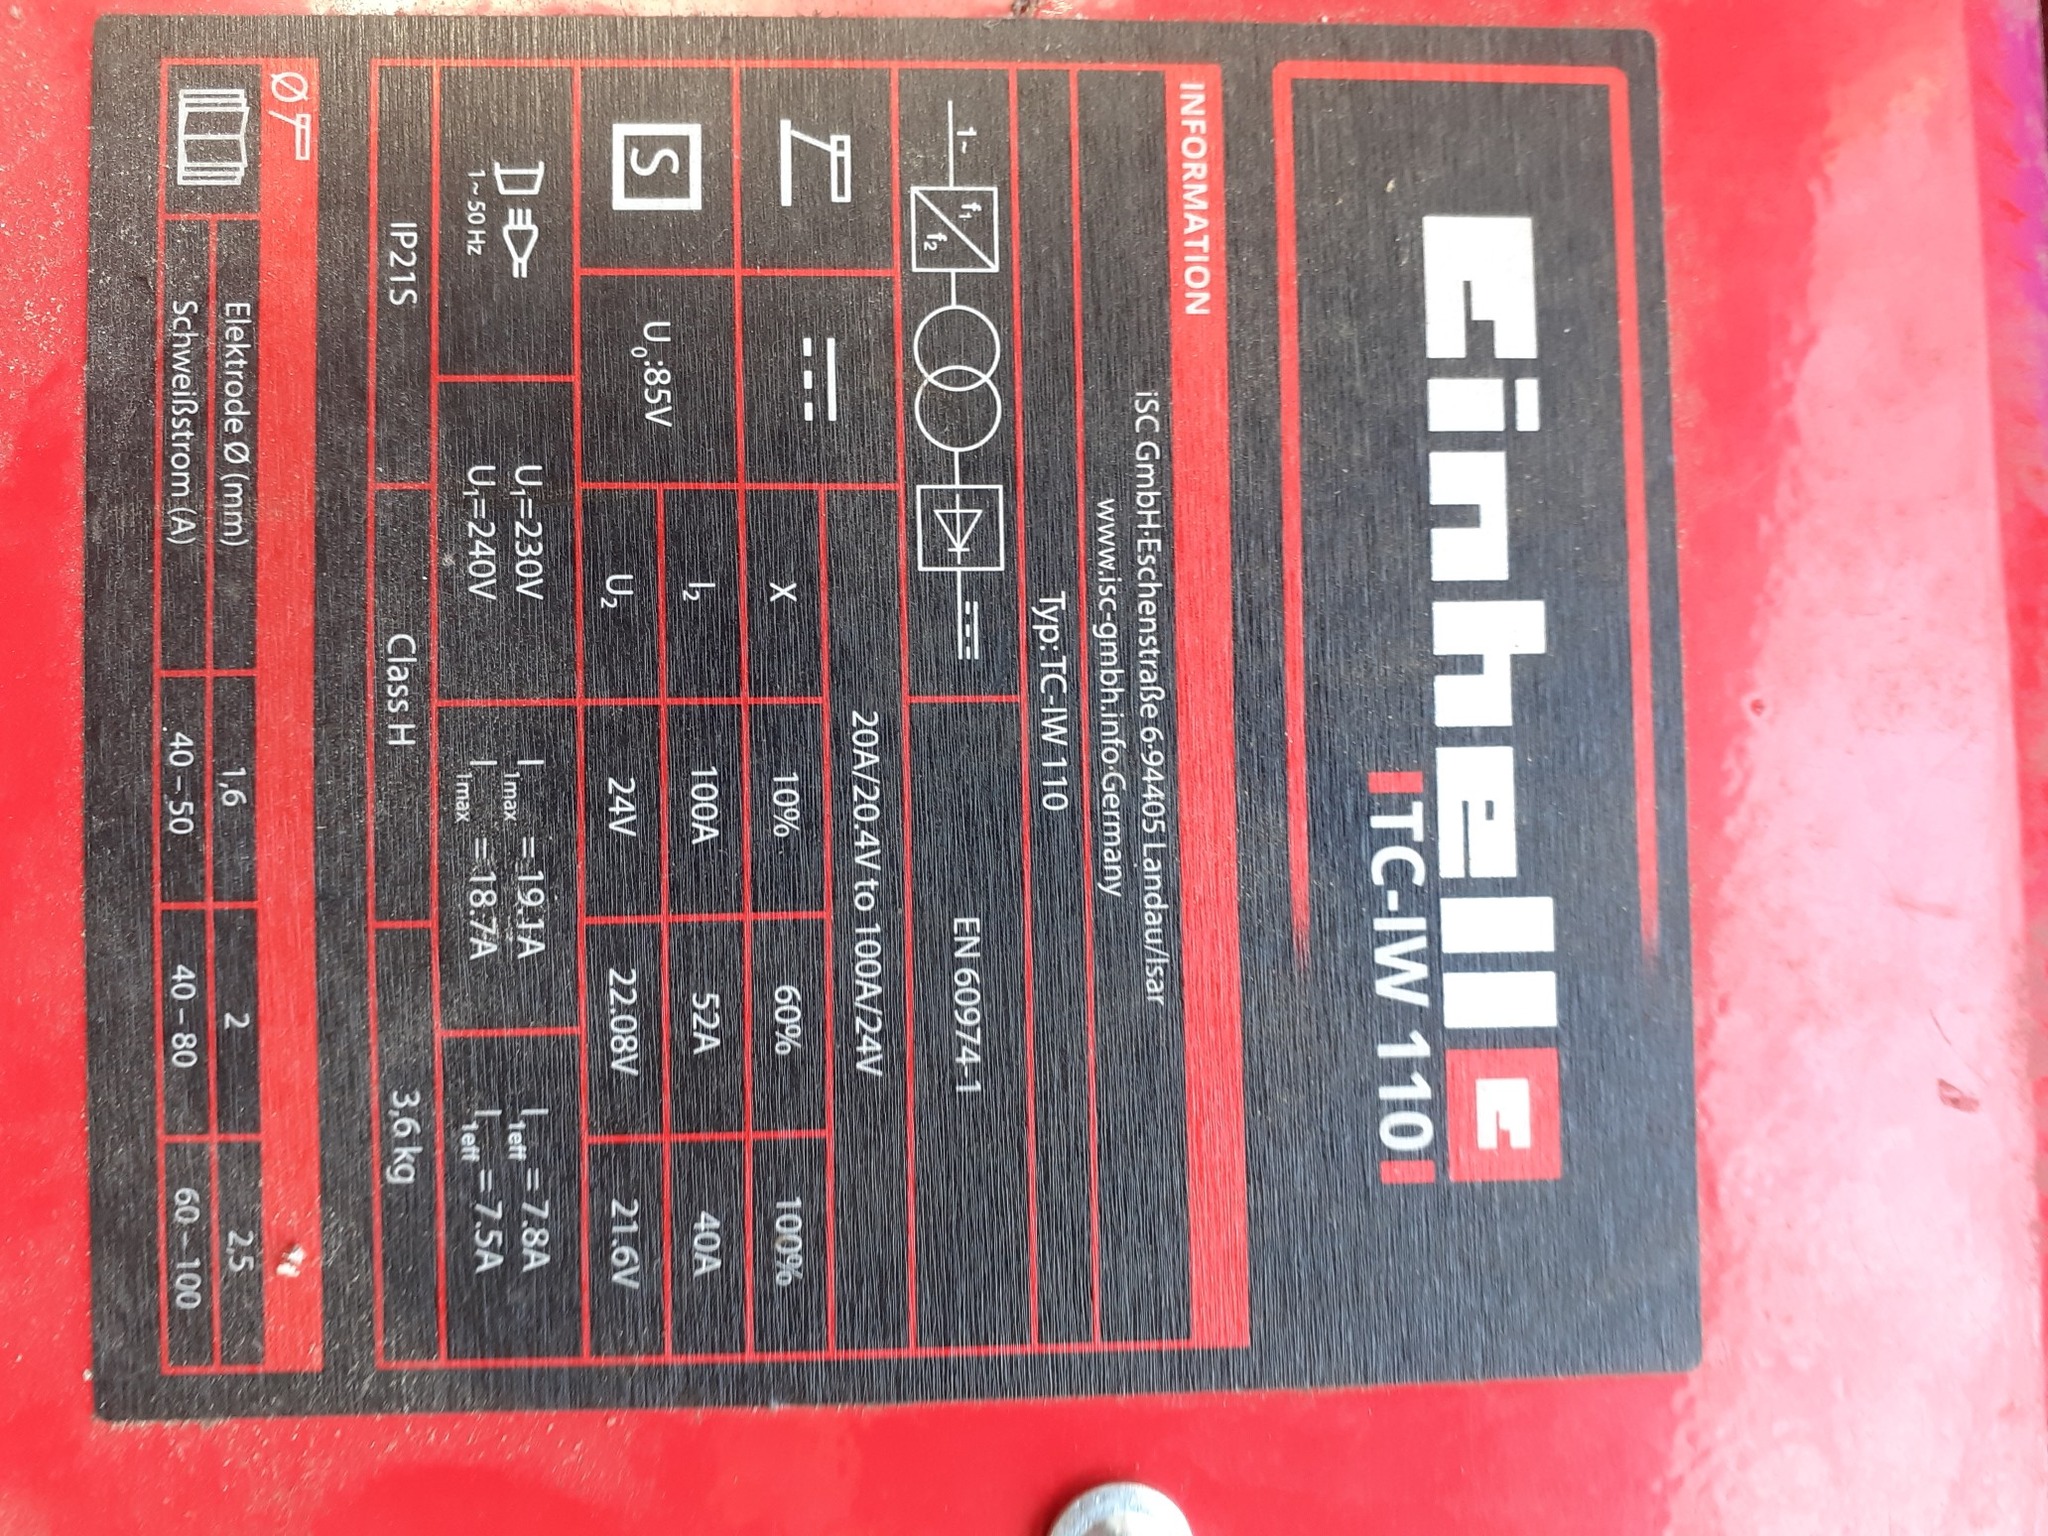 einhell
TC-IW 110
INFORMATION
iSC GmbH·Eschenstraße 6·94405 Landau/Isar
www.isc-gmbh.info·Germany
Typ: TC-IW 110
1~ f₁ f₂ EN 60974-1
20A/20.4V to 100A/24V
X 10% 60% 100%
S U₀:85V I₂ 100A 52A 40A
U₂ 24V 22.08V 21.6V
U₁=230V I₁max =19.1A I₁eff =7.8A
1~50 Hz U₁=240V I₁max =18.7A I₁eff =7.5A
IP21S Class H 3,6 kg
Ø
Elektrode Ø (mm) 1,6 2 2,5
Schweißstrom (A) 40 – 50 40 – 80 60 – 100